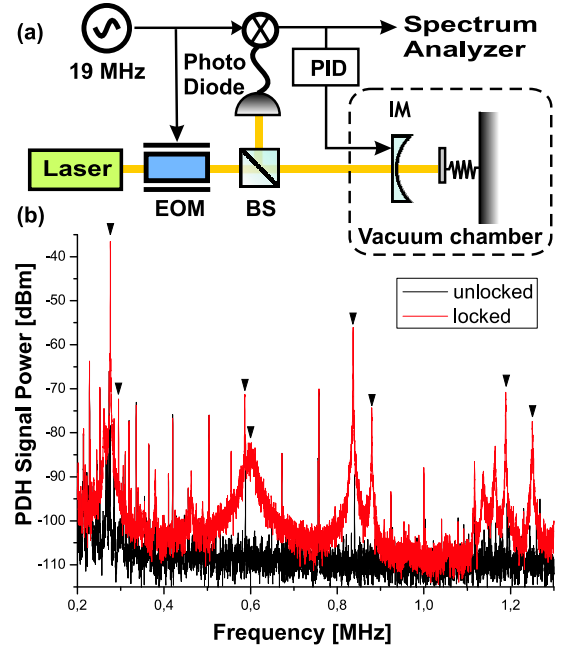 (a)
19 MHz
Photo
Diode
PID
Spectrum
Analyzer
IM
Laser
EOM
BS
Vacuum chamber
(b)
PDH Signal Power [dBm]
-35
-50
-60
-70
-80
-90
-100
-110
unlocked
locked
0,2
0,4
0,6
0,8
1,0
1,2
Frequency [MHz]